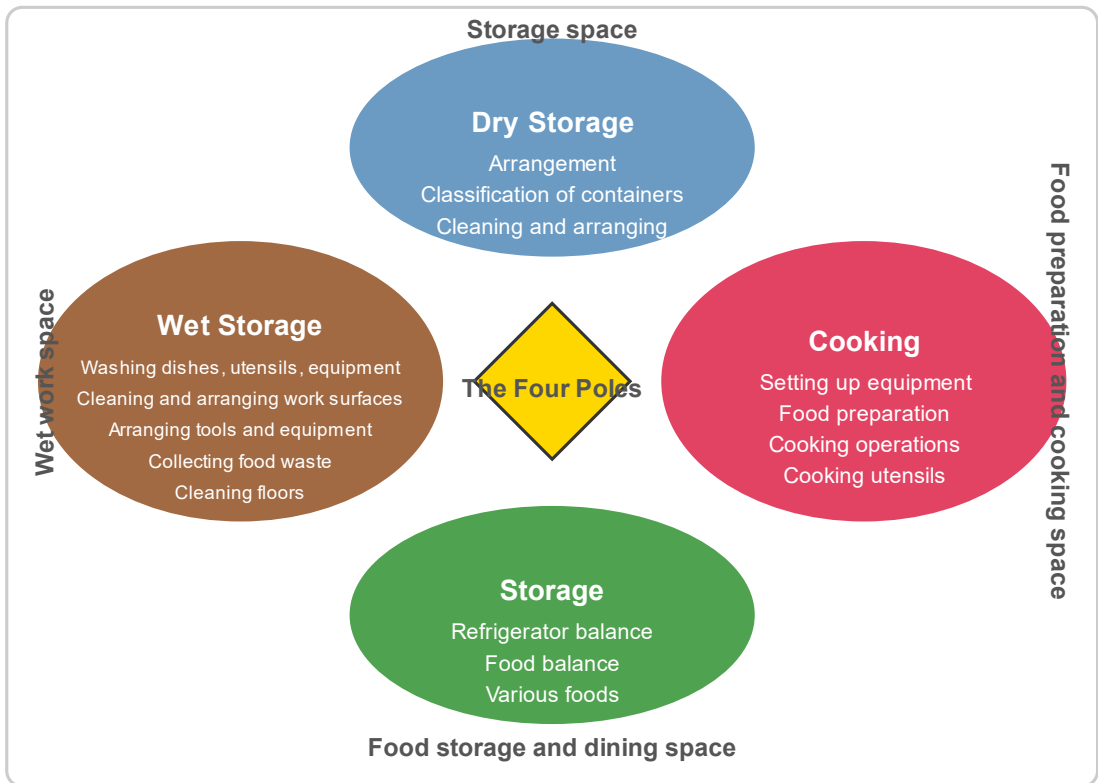 Storage space
Dry Storage
Arrangement
Classification of containers
Cleaning and arranging
Wet work space
Wet Storage
Washing dishes, utensils, equipment
Cleaning and arranging work surfaces
Arranging tools and equipment
Collecting food waste
Cleaning floors
The Four Poles
Cooking
Setting up equipment
Food preparation
Cooking operations
Cooking utensils
Food preparation and cooking space
Storage
Refrigerator balance
Food balance
Various foods
Food storage and dining space